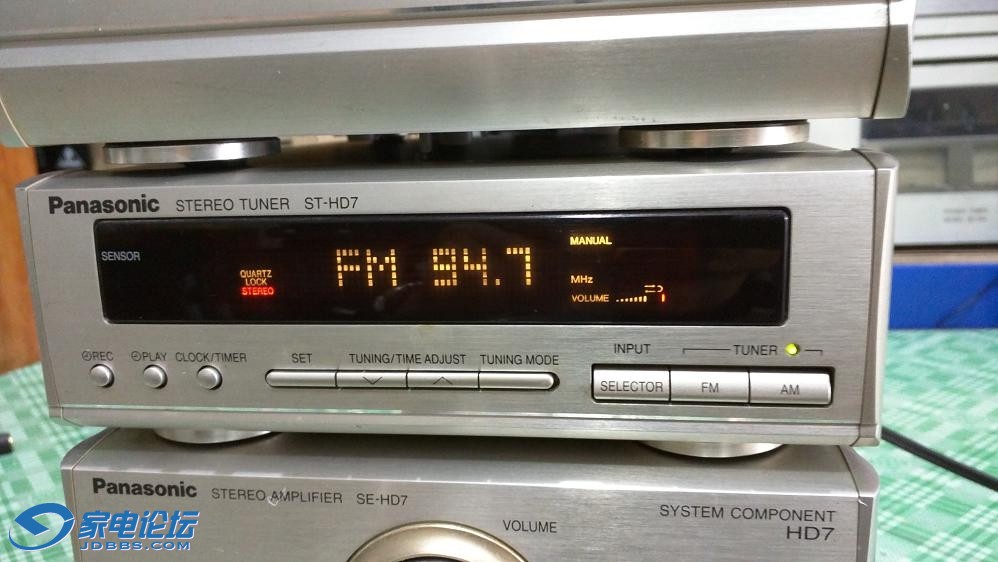 Panasonic STEREO TUNER ST-HD7
SENSOR
QUARTZ
LOCK
STEREO
FM 94.7
MANUAL
MHz
VOLUME
REC PLAY CLOCK/TIMER
SET TUNING/TIME ADJUST TUNING MODE
INPUT TUNER
SELECTOR FM AM
Panasonic STEREO AMPLIFIER SE-HD7
VOLUME
SYSTEM COMPONENT
HD7
家电论坛
JDBBS.COM